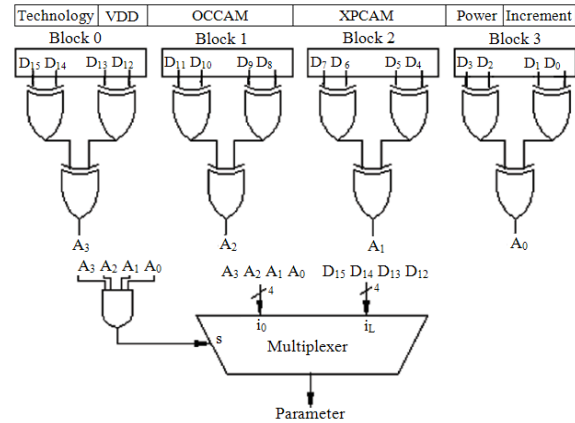 Technology VDD OCCAM XPCAM Power Increment
Block 0 Block 1 Block 2 Block 3
D15 D14 D13 D12 D11 D10 D9 D8 D7 D6 D5 D4 D3 D2 D1 D0
A3 A2 A1 A0
A3 A2 A1 A0 A3 A2 A1 A0 D15 D14 D13 D12
4 4
i0 iL
s Multiplexer
Parameter